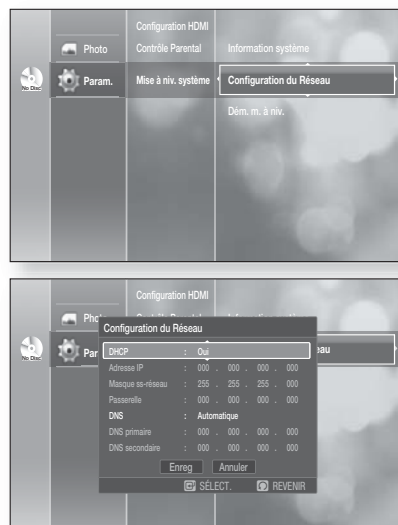 Configuration HDMI
Photo
Contrôle Parental
Information système
No Disc
Param.
Mise à niv. système
Configuration du Réseau
Dém. m. à niv.
Configuration HDMI
No Disc
Configuration du Réseau
DHCP : Oui
Adresse IP : 000 . 000 . 000 . 000
Masque ss-réseau : 255 . 255 . 255 . 000
Passerelle : 000 . 000 . 000 . 000
DNS : Automatique
DNS primaire : 000 . 000 . 000 . 000
DNS secondaire : 000 . 000 . 000 . 000
Enreg Annuler
SÉLECT. REVENIR